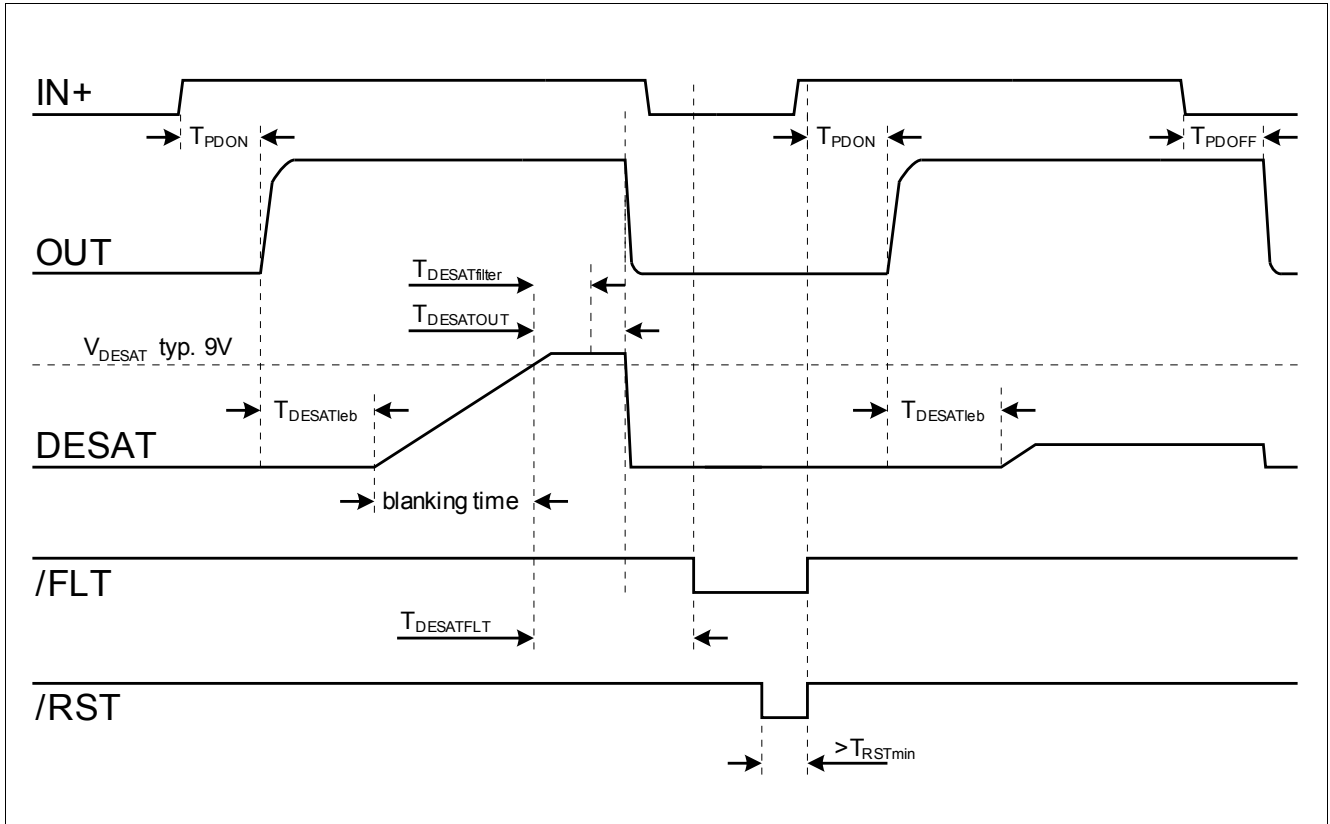 IN+
TPDON
TPDON
TPDOFF
OUT
TDESATfilter
TDESATOUT
VDESAT typ. 9V
TDESATleb
TDESATleb
DESAT
blanking time
/FLT
TDESATFLT
/RST
>TRSTmin